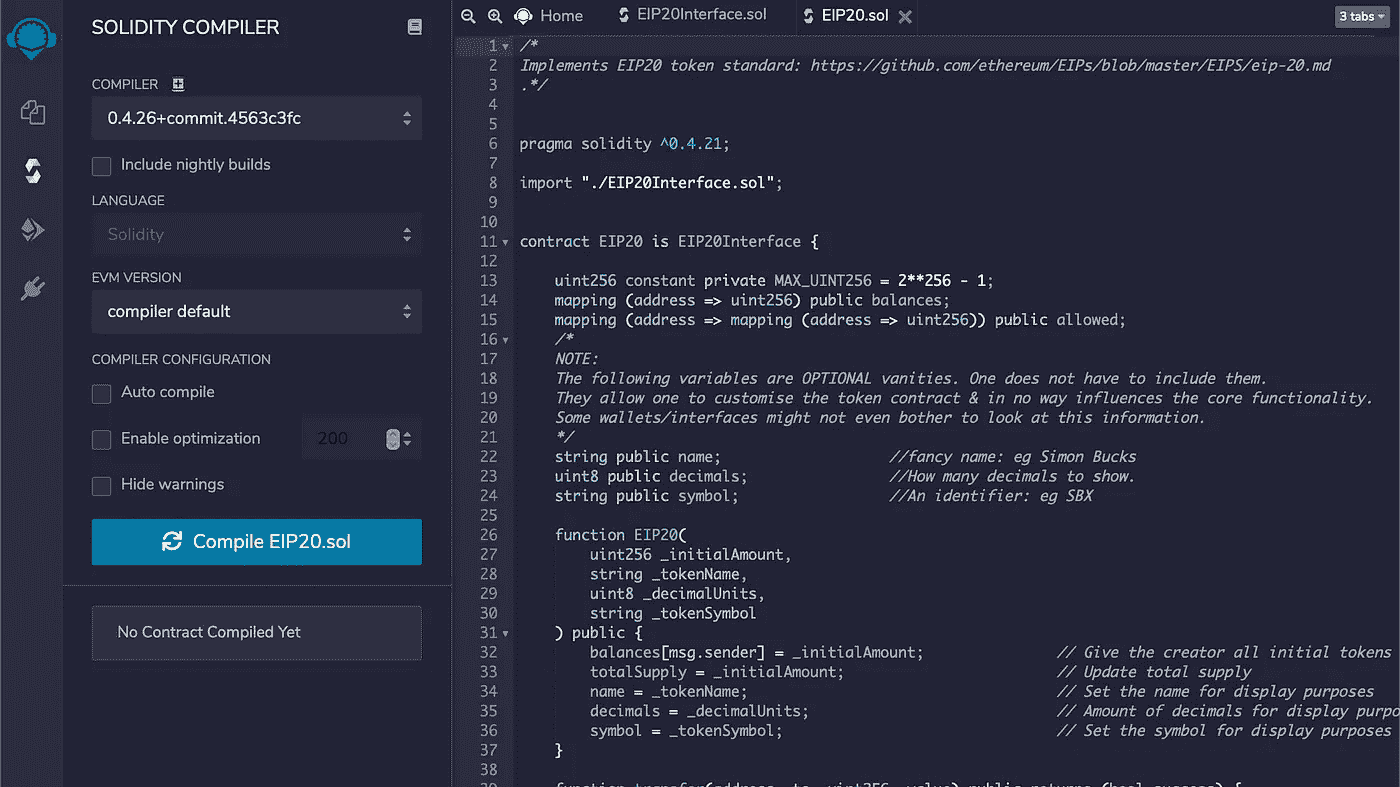 SOLIDITY COMPILER
COMPILER
0.4.26+commit.4563c3fc
Include nightly builds
LANGUAGE
Solidity
EVM VERSION
compiler default
COMPILER CONFIGURATION
Auto compile
Enable optimization
200
Hide warnings
Compile EIP20.sol
No Contract Compiled Yet
Home
EIP20Interface.sol
EIP20.sol
3 tabs
1 /*
2 Implements EIP20 token standard: https://github.com/ethereum/EIPs/blob/master/EIPS/eip-20.md
3 .*/
4
5
6 pragma solidity ^0.4.21;
7
8 import "./EIP20Interface.sol";
9
10
11 contract EIP20 is EIP20Interface {
12
13 uint256 constant private MAX_UINT256 = 2**256 - 1;
14 mapping (address => uint256) public balances;
15 mapping (address => mapping (address => uint256)) public allowed;
16 /*
17 NOTE:
18 The following variables are OPTIONAL vanities. One does not have to include them.
19 They allow one to customise the token contract & in no way influences the core functionality.
20 Some wallets/interfaces might not even bother to look at this information.
21 */
22 string public name; //fancy name: eg Simon Bucks
23 uint8 public decimals; //How many decimals to show.
24 string public symbol; //An identifier: eg SBX
25
26 function EIP20(
27 uint256 _initialAmount,
28 string _tokenName,
29 uint8 _decimalUnits,
30 string _tokenSymbol
31 ) public {
32 balances[msg.sender] = _initialAmount; // Give the creator all initial tokens
33 totalSupply = _initialAmount; // Update total supply
34 name = _tokenName; // Set the name for display purposes
35 decimals = _decimalUnits; // Amount of decimals for display purpo
36 symbol = _tokenSymbol; // Set the symbol for display purposes
37 }
38
39 function transfer(address _to, uint256 _value) public returns (bool success) {